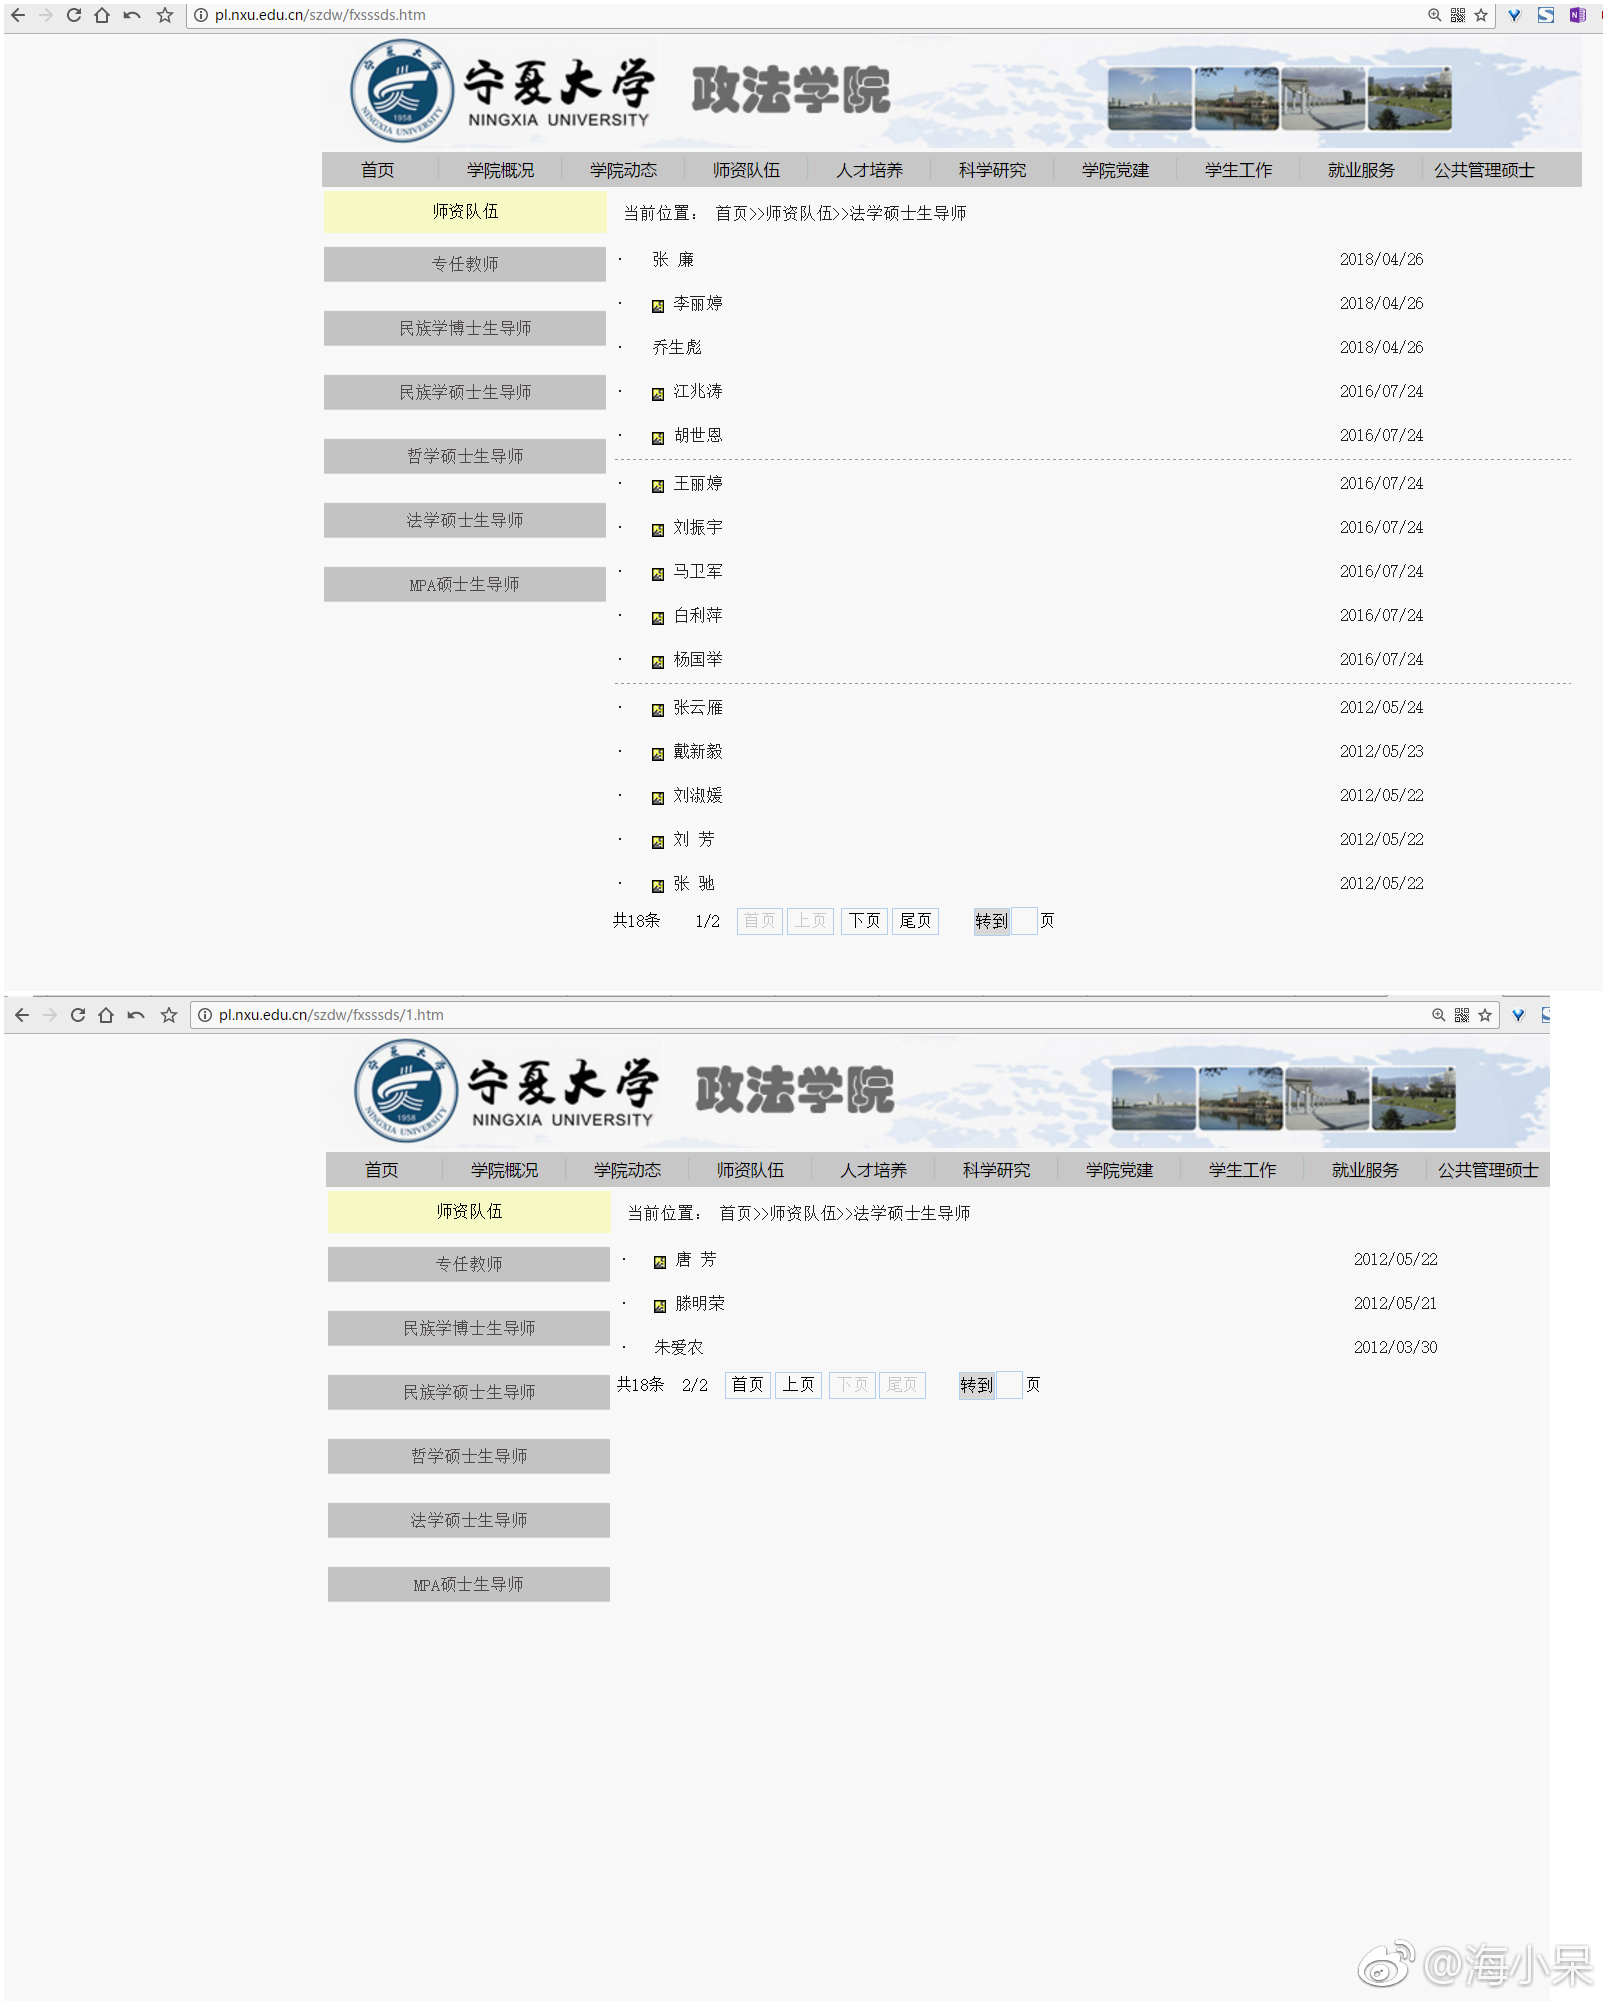 pl.nxu.edu.cn/szdw/fxsssds.htm
宁夏大学 政法学院
NINGXIA UNIVERSITY
1958
首页 学院概况 学院动态 师资队伍 人才培养 科学研究 学院党建 学生工作 就业服务 公共管理硕士
师资队伍
专任教师
民族学博士生导师
民族学硕士生导师
哲学硕士生导师
法学硕士生导师
MPA硕士生导师
当前位置： 首页>>师资队伍>>法学硕士生导师
· 张 廉 2018/04/26
· 李丽婷 2018/04/26
· 乔生彪 2018/04/26
· 江兆涛 2016/07/24
· 胡世恩 2016/07/24
· 王丽婷 2016/07/24
· 刘振宇 2016/07/24
· 马卫军 2016/07/24
· 白利萍 2016/07/24
· 杨国举 2016/07/24
· 张云雁 2012/05/24
· 戴新毅 2012/05/23
· 刘淑媛 2012/05/22
· 刘 芳 2012/05/22
· 张 驰 2012/05/22
共18条 1/2 首页 上页 下页 尾页 转到 页
pl.nxu.edu.cn/szdw/fxsssds/1.htm
宁夏大学 政法学院
NINGXIA UNIVERSITY
1958
首页 学院概况 学院动态 师资队伍 人才培养 科学研究 学院党建 学生工作 就业服务 公共管理硕士
师资队伍
专任教师
民族学博士生导师
民族学硕士生导师
哲学硕士生导师
法学硕士生导师
MPA硕士生导师
当前位置： 首页>>师资队伍>>法学硕士生导师
· 唐 芳 2012/05/22
· 滕明荣 2012/05/21
· 朱爱农 2012/03/30
共18条 2/2 首页 上页 下页 尾页 转到 页
@海小呆